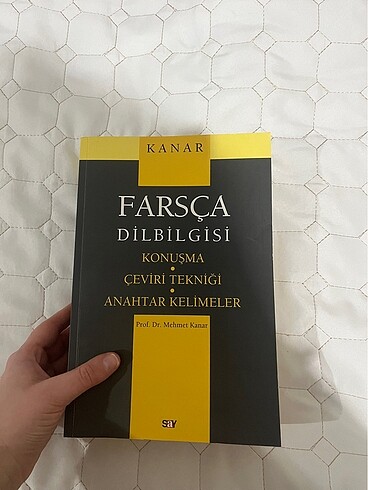 KANAR
FARSÇA
DİLBİLGİSİ
KONUŞMA
•
ÇEVİRİ TEKNİĞİ
•
ANAHTAR KELİMELER
Prof. Dr. Mehmet Kanar
say